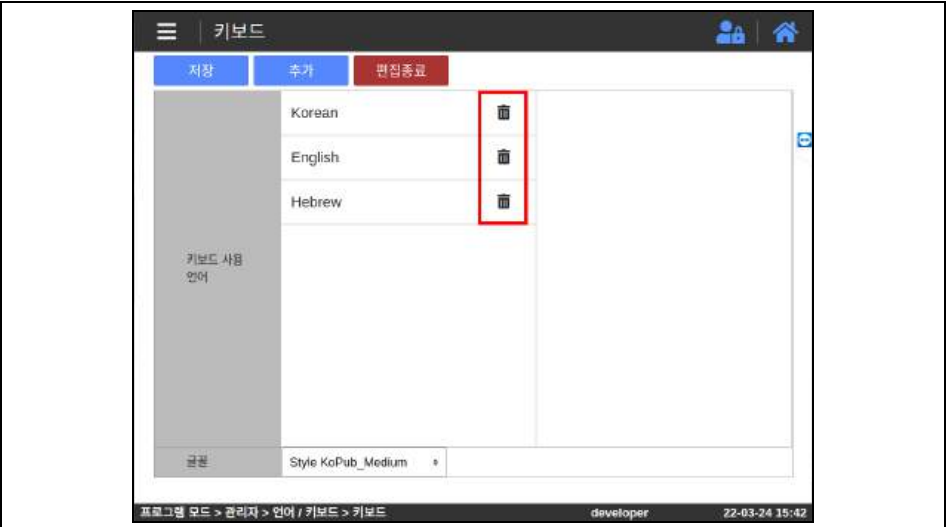 키보드
저장 추가 편집종료
Korean
English
Hebrew
키보드 사용
언어
글꼴 Style KoPub_Medium
프로그램 모드 > 관리자 > 언어 / 키보드 > 키보드 developer 22-03-24 15:42